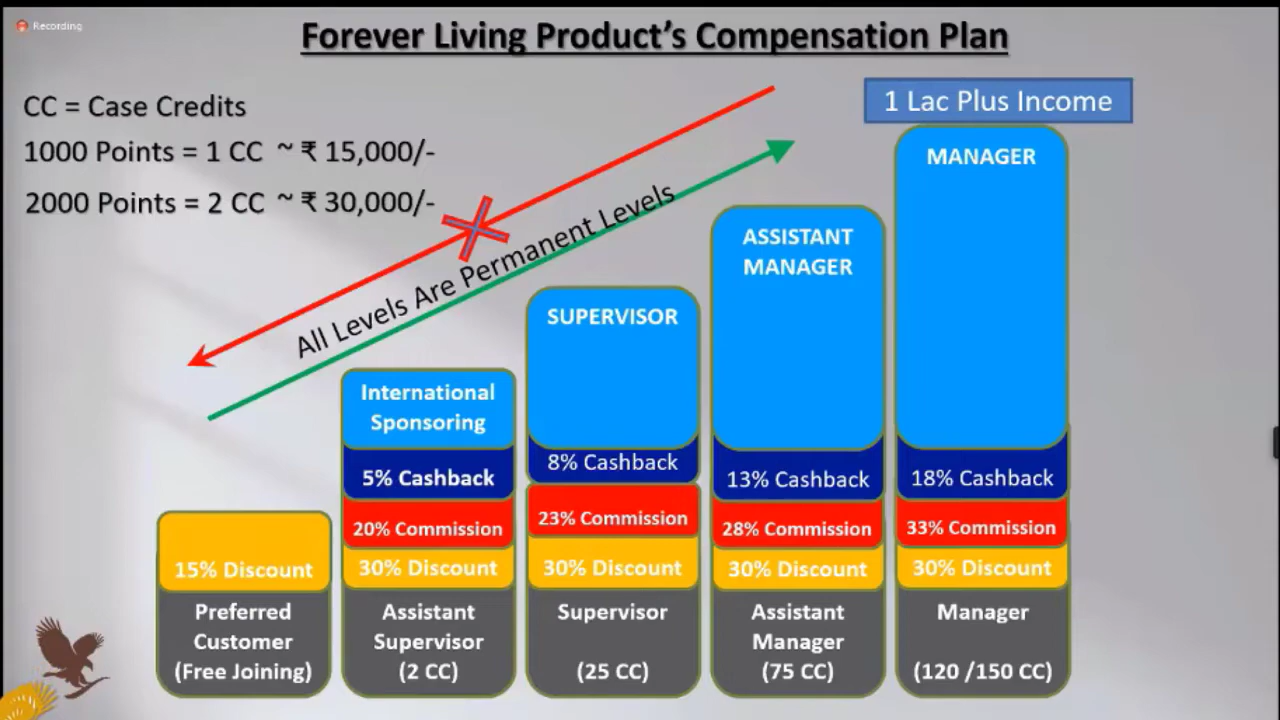 Recording
Forever Living Product's Compensation Plan
CC = Case Credits
1000 Points = 1 CC ~ ₹ 15,000/-
2000 Points = 2 CC ~ ₹ 30,000/-
All Levels Are Permanent Levels
1 Lac Plus Income
15% Discount
Preferred
Customer
(Free Joining)
International
Sponsoring
5% Cashback
20% Commission
30% Discount
Assistant
Supervisor
(2 CC)
SUPERVISOR
8% Cashback
23% Commission
30% Discount
Supervisor
(25 CC)
ASSISTANT
MANAGER
13% Cashback
28% Commission
30% Discount
Assistant
Manager
(75 CC)
MANAGER
18% Cashback
33% Commission
30% Discount
Manager
(120 /150 CC)